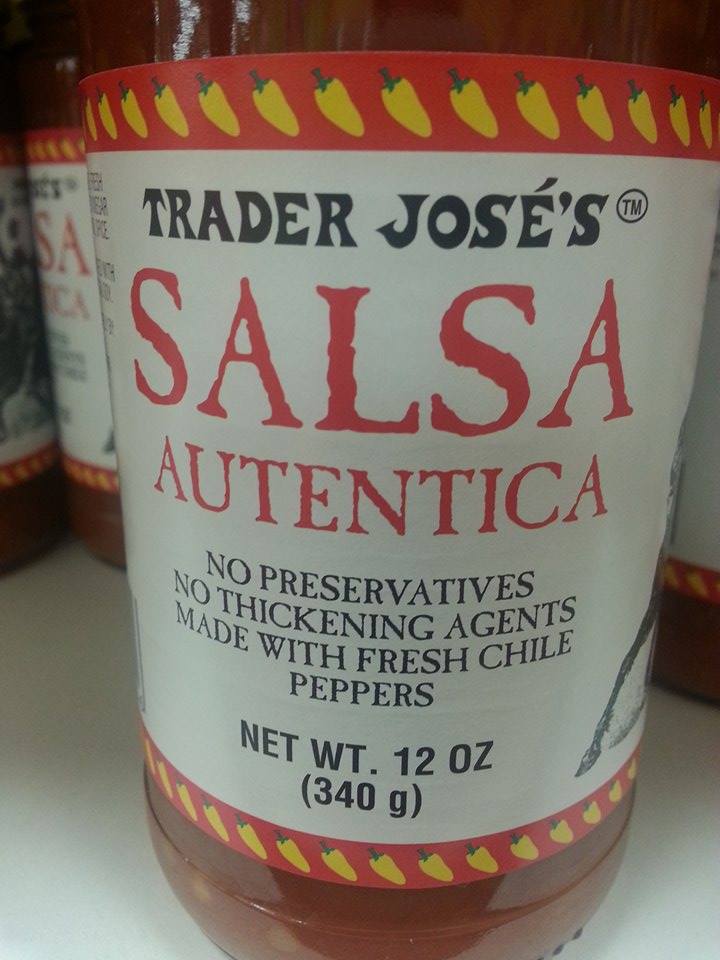 TRADER JOSÉ'S™
SALSA
AUTENTICA
NO PRESERVATIVES
NO THICKENING AGENTS
MADE WITH FRESH CHILE
PEPPERS
NET WT. 12 OZ
(340 g)